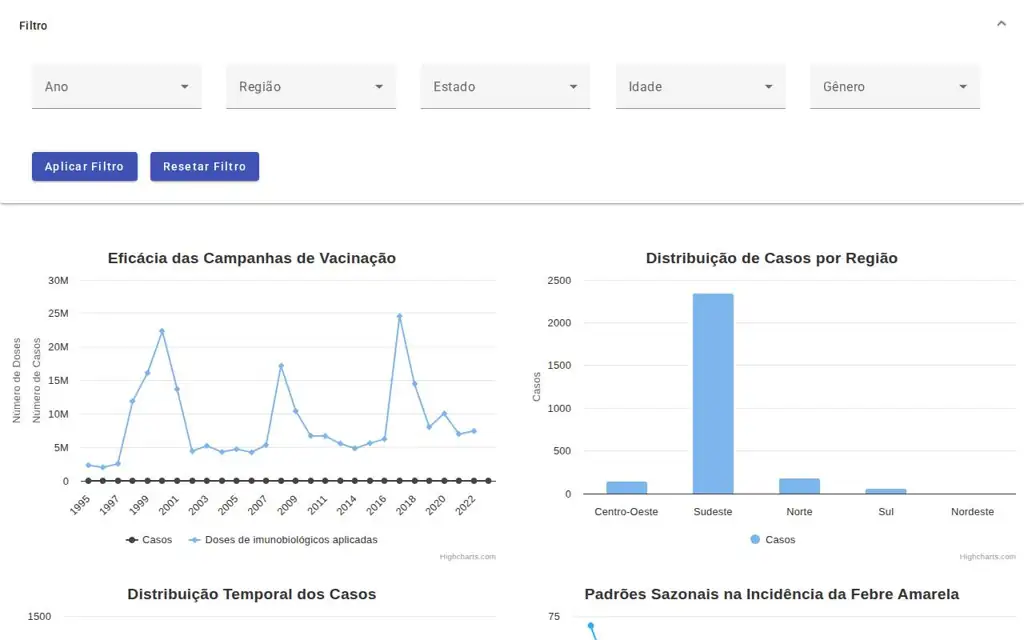 Filtro
Ano
Região
Estado
Idade
Gênero
Aplicar Filtro
Resetar Filtro
Eficácia das Campanhas de Vacinação
Número de Doses
Número de Casos
30M
25M
20M
15M
10M
5M
0
1995
1997
1999
2001
2003
2005
2007
2009
2011
2014
2016
2018
2020
2022
Casos
Doses de imunobiológicos aplicadas
Highcharts.com
Distribuição de Casos por Região
Casos
2500
2000
1500
1000
500
0
Centro-Oeste
Sudeste
Norte
Sul
Nordeste
Casos
Highcharts.com
Distribuição Temporal dos Casos
1500
Padrões Sazonais na Incidência da Febre Amarela
75